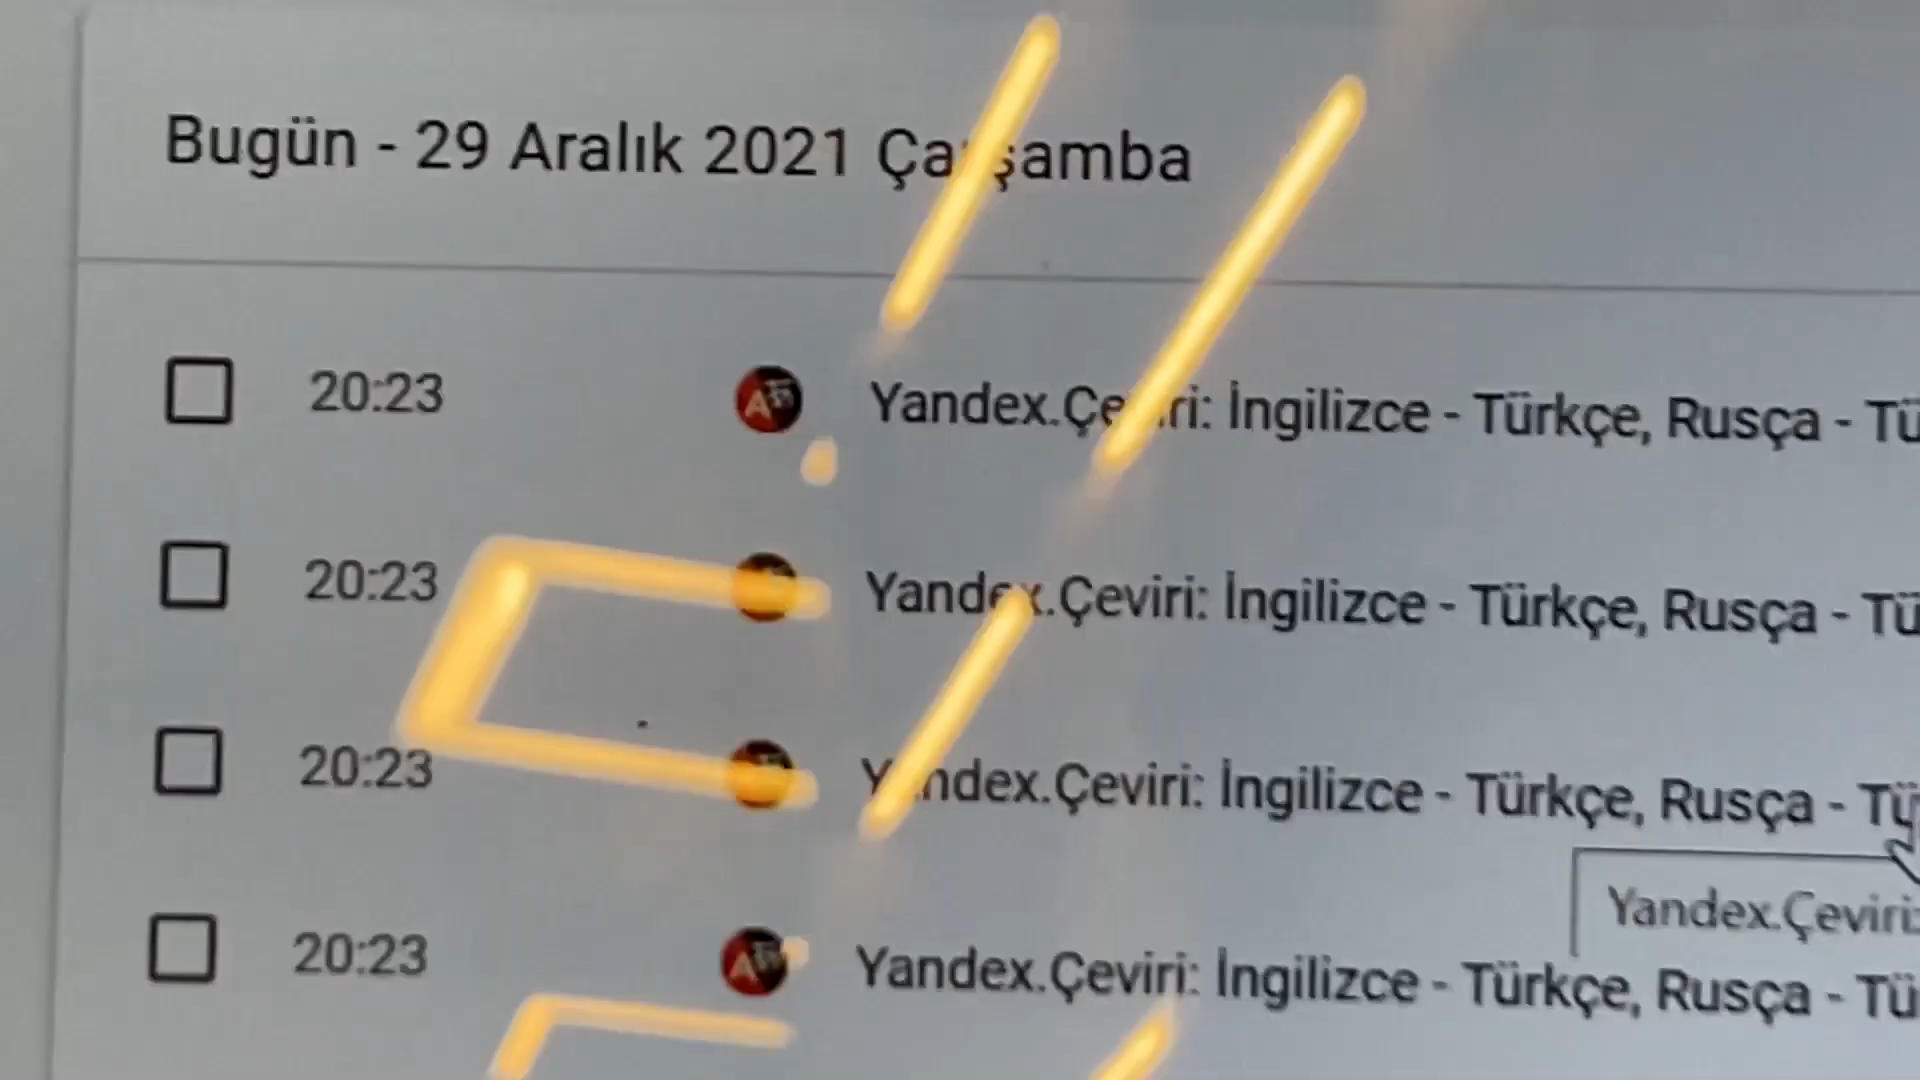 Bugün - 29 Aralık 2021 Çarşamba
20:23 Yandex.Çeviri: İngilizce - Türkçe, Rusça - Tü
20:23 Yandex.Çeviri: İngilizce - Türkçe, Rusça - Tü
20:23 Yandex.Çeviri: İngilizce - Türkçe, Rusça - Tü
Yandex.Çeviri:
20:23 Yandex.Çeviri: İngilizce - Türkçe, Rusça - Tü